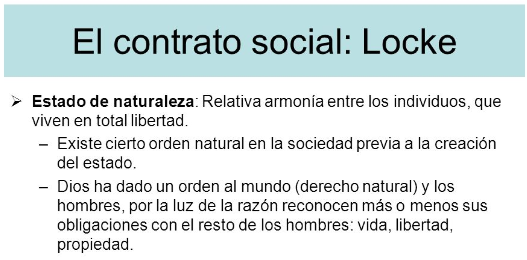 El contrato social: Locke
➤ Estado de naturaleza: Relativa armonía entre los individuos, que
viven en total libertad.
– Existe cierto orden natural en la sociedad previa a la creación
del estado.
– Dios ha dado un orden al mundo (derecho natural) y los
hombres, por la luz de la razón reconocen más o menos sus
obligaciones con el resto de los hombres: vida, libertad,
propiedad.